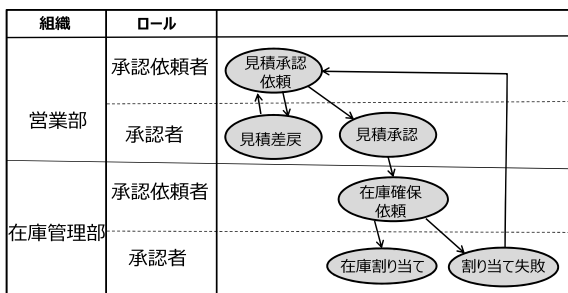 組織
ロール
営業部
承認依頼者
見積承認
依頼
承認者
見積差戻
見積承認
在庫管理部
承認依頼者
在庫確保
依頼
承認者
在庫割り当て
割り当て失敗